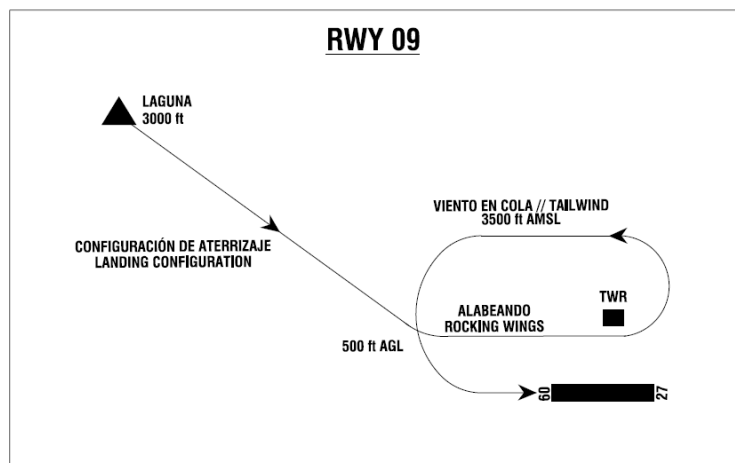 RWY 09
LAGUNA
3000 ft
VIENTO EN COLA // TAILWIND
3500 ft AMSL
CONFIGURACIÓN DE ATERRIZAJE
LANDING CONFIGURATION
TWR
ALABEANDO
ROCKING WINGS
500 ft AGL
09
27